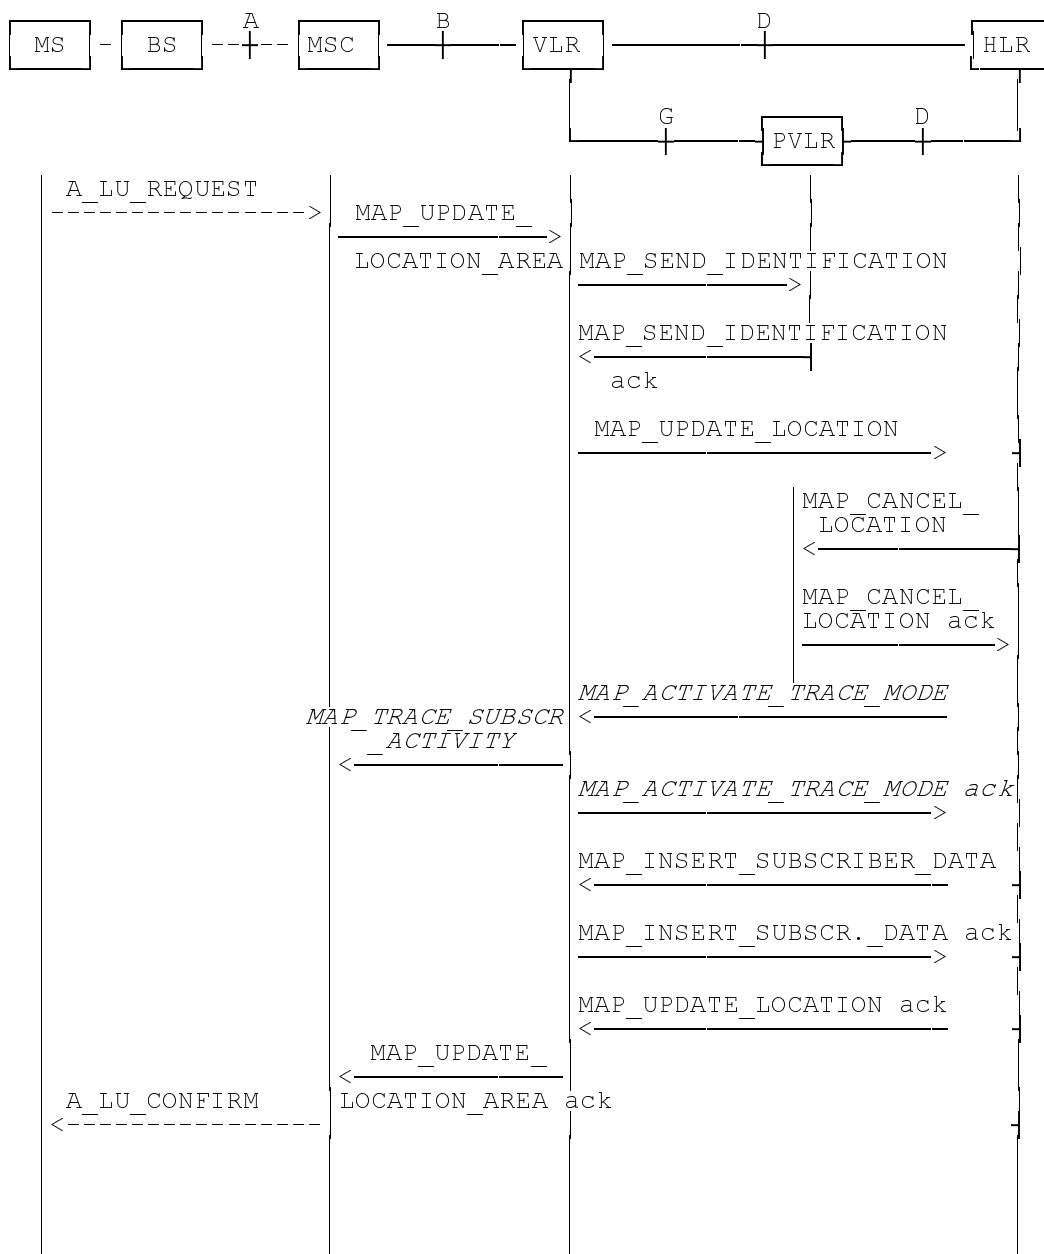 A B D
MS BS MSC VLR HLR
G D
PVLR
A_LU_REQUEST
MAP_UPDATE_
LOCATION_AREA MAP_SEND_IDENTIFICATION
MAP_SEND_IDENTIFICATION
ack
MAP_UPDATE_LOCATION
MAP_CANCEL_
LOCATION
MAP_CANCEL_
LOCATION ack
MAP_ACTIVATE_TRACE_MODE
MAP_TRACE_SUBSCR
_ACTIVITY
MAP_ACTIVATE_TRACE_MODE ack
MAP_INSERT_SUBSCRIBER_DATA
MAP_INSERT_SUBSCR._DATA ack
MAP_UPDATE_LOCATION ack
MAP_UPDATE_
A_LU_CONFIRM LOCATION_AREA ack